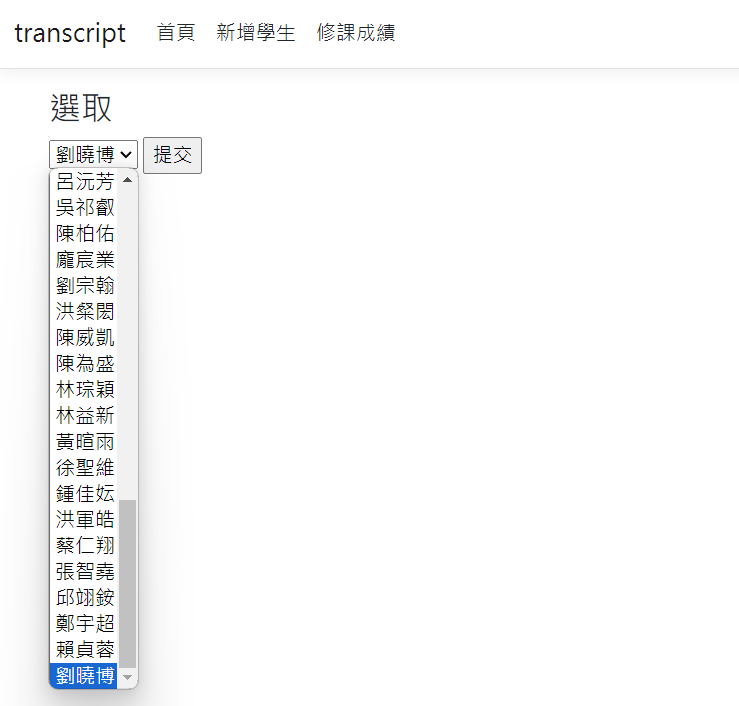 transcript 首頁 新增學生 修課成績
選取
劉曉博 提交
呂沅芳
吳祁叡
陳柏佑
龐宸業
劉宗翰
洪粲閎
陳威凱
陳為盛
林琮穎
林益新
黃暄雨
徐聖維
鍾佳妘
洪軍皓
蔡仁翔
張智堯
邱翊銨
鄭宇超
賴貞蓉
劉曉博